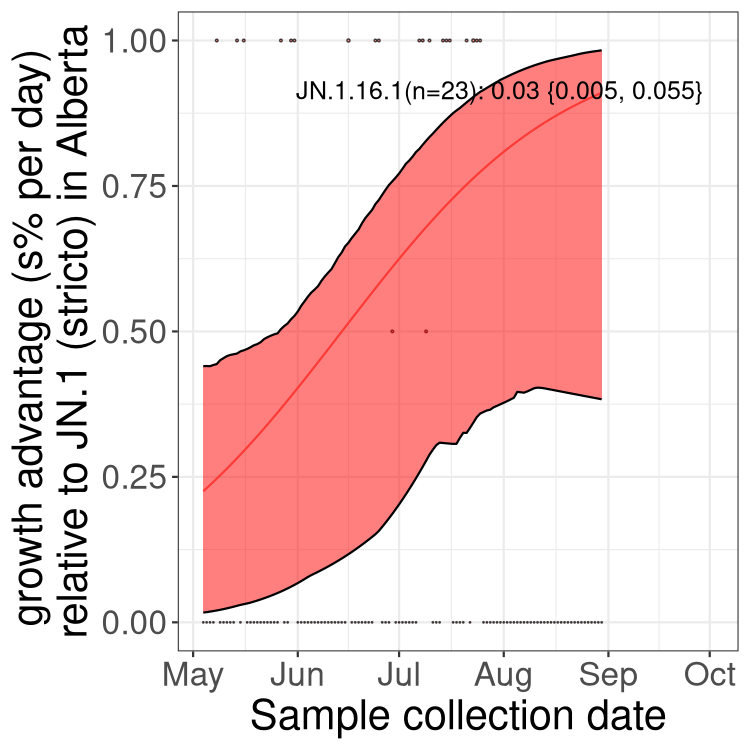 growth advantage (s% per day)
relative to JN.1 (stricto) in Alberta
1.00
0.75
0.50
0.25
0.00
JN.1.16.1(n=23): 0.03 {0.005, 0.055}
May Jun Jul Aug Sep Oct
Sample collection date